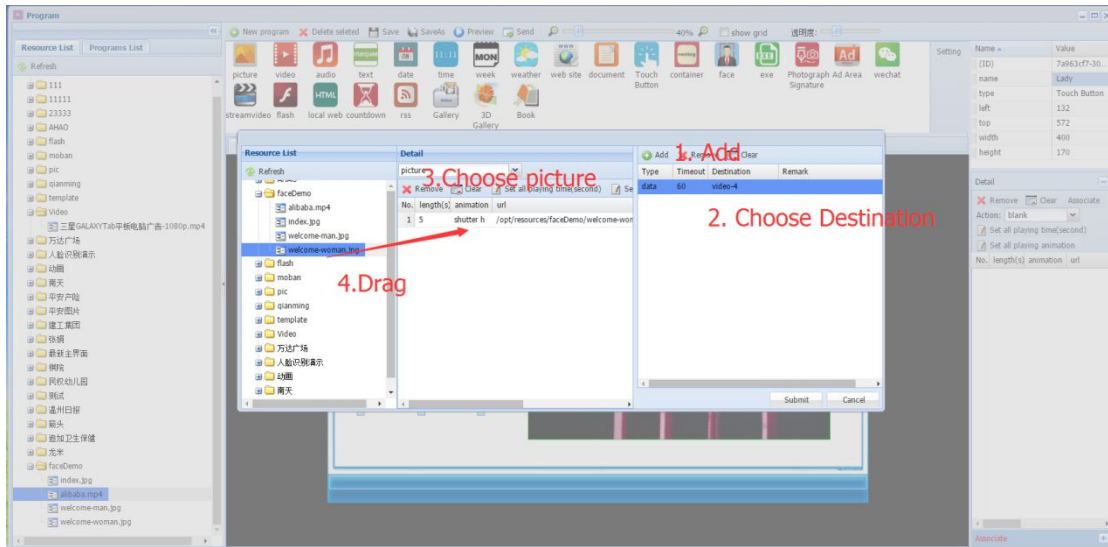 Program
Resource List Programs List
Refresh
111
11111
23333
AHAO
flash
moban
pic
qianming
template
Video
三星GALAXYTab平板电脑广告-1080p.mp4
万达广场
人脸识别演示
动画
南天
平安产险
平安图片
建工集团
张娟
最新主界面
棋院
民权幼儿园
测试
温州日报
箭头
追加卫生保健
龙米
faceDemo
index.jpg
alibaba.mp4
welcome-man.jpg
welcome-woman.jpg
New program Delete seleted Save SaveAs Preview Send 40% show grid 透明度:
picture video audio text date time week weather web site document Touch Button container face exe Photograph Signature Ad Area wechat
streamvideo flash local web countdown rss Gallery 3D Gallery Book
Setting
Name Value
(ID) 7a963cf7-30...
name Lady
type Touch Button
left 132
top 572
width 400
height 170
Detail
Remove Clear Associate
Action: blank
Set all playing time(second)
Set all playing animation
No. length(s) animation url
Associate
Resource List
Refresh
AHAO
faceDemo
alibaba.mp4
index.jpg
welcome-man.jpg
welcome-woman.jpg
flash
moban
pic
qianming
template
Video
万达广场
人脸识别演示
动画
南天
Detail
picture
Remove Clear Set all playing time(second) Se
No. length(s) animation url
1 5 shutter h /opt/resources/faceDemo/welcome-wom
Add Remove Clear
Type Timeout Destination Remark
data 60 video-4
Submit Cancel
1. Add
2. Choose Destination
3.Choose picture
4.Drag